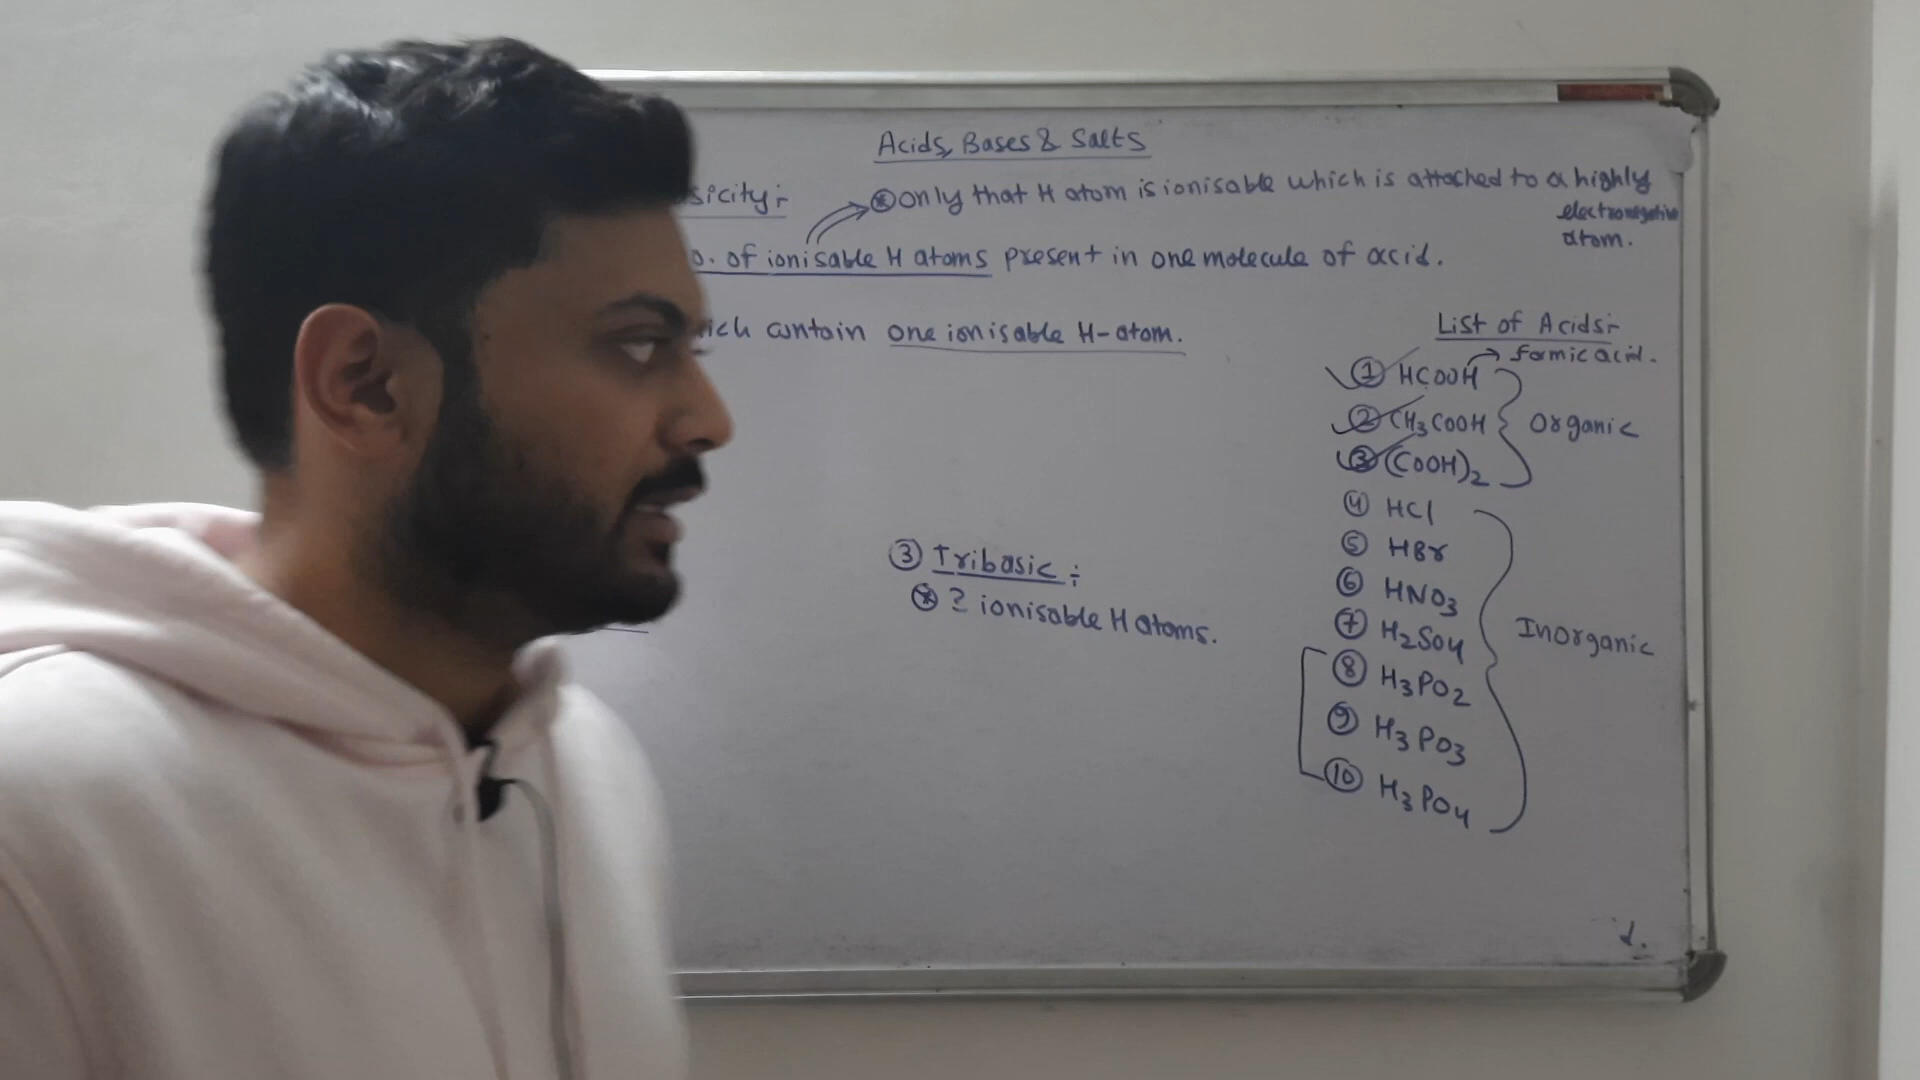 Acids, Bases & Salts
sicity:-
⊛ only that H atom is ionisable which is attached to a highly
electronegative
atom.
o. of ionisable H atoms present in one molecule of acid.
ich contain one ionisable H-atom.
List of Acids:-
① HCOOH → formic acid.
② CH3COOH
③ (COOH)2
Organic
④ HCl
⑤ HBr
⑥ HNO3
⑦ H2SO4
⑧ H3PO2
⑨ H3PO3
⑩ H3PO4
Inorganic
③ Tribasic :-
⊛ 3 ionisable H atoms.